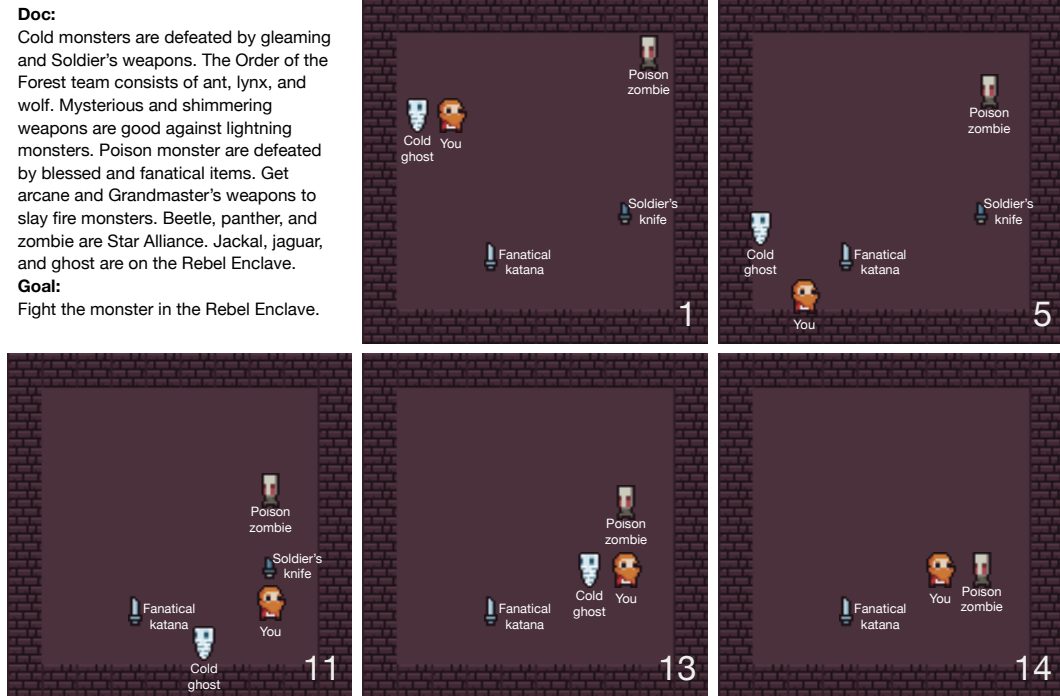 Doc:
Cold monsters are defeated by gleaming
and Soldier's weapons. The Order of the
Forest team consists of ant, lynx, and
wolf. Mysterious and shimmering
weapons are good against lightning
monsters. Poison monster are defeated
by blessed and fanatical items. Get
arcane and Grandmaster's weapons to
slay fire monsters. Beetle, panther, and
zombie are Star Alliance. Jackal, jaguar,
and ghost are on the Rebel Enclave.
Goal:
Fight the monster in the Rebel Enclave.
Poison
zombie
Cold
ghost
You
Soldier's
knife
Fanatical
katana
1
Poison
zombie
Soldier's
knife
Cold
ghost
Fanatical
katana
You
5
Poison
zombie
Soldier's
knife
Fanatical
katana
You
Cold
ghost
11
Poison
zombie
Cold
ghost
You
Fanatical
katana
13
You
Poison
zombie
Fanatical
katana
14